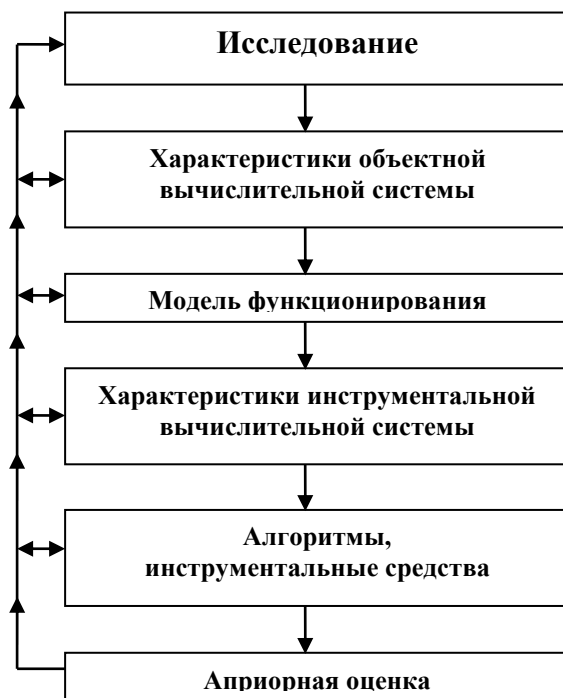 Исследование
Характеристики объектной
вычислительной системы
Модель функционирования
Характеристики инструментальной
вычислительной системы
Алгоритмы,
инструментальные средства
Априорная оценка